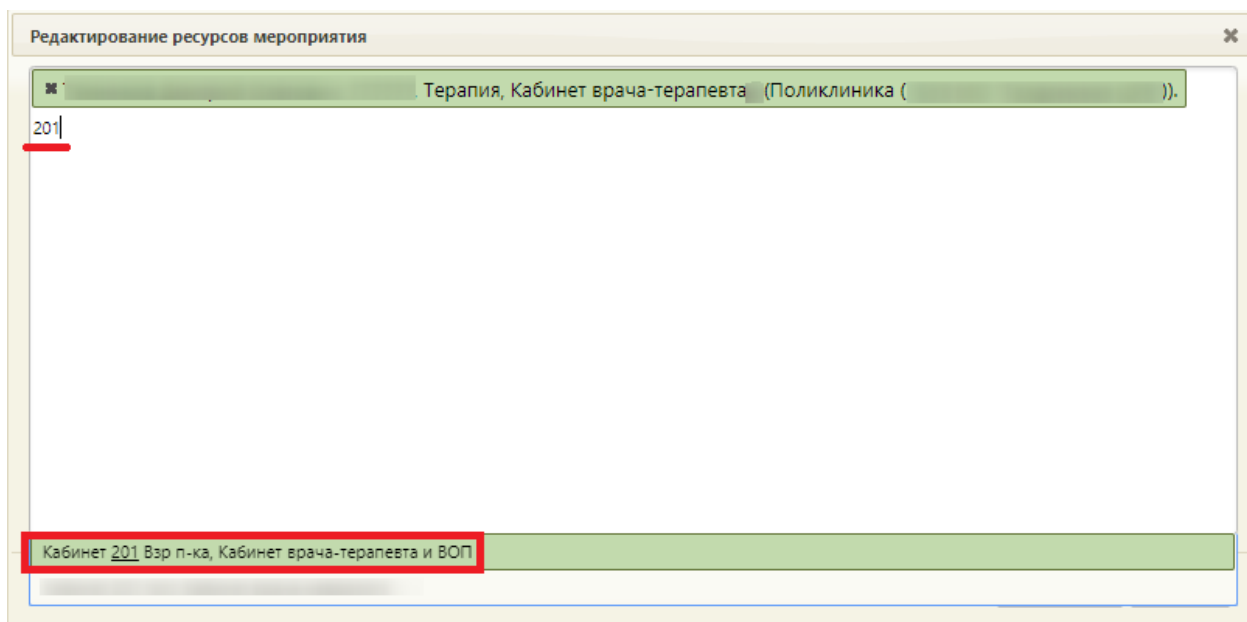 Редактирование ресурсов мероприятия
Терапия, Кабинет врача-терапевта (Поликлиника ( )).
201
Кабинет 201 Взр п-ка, Кабинет врача-терапевта и ВОП